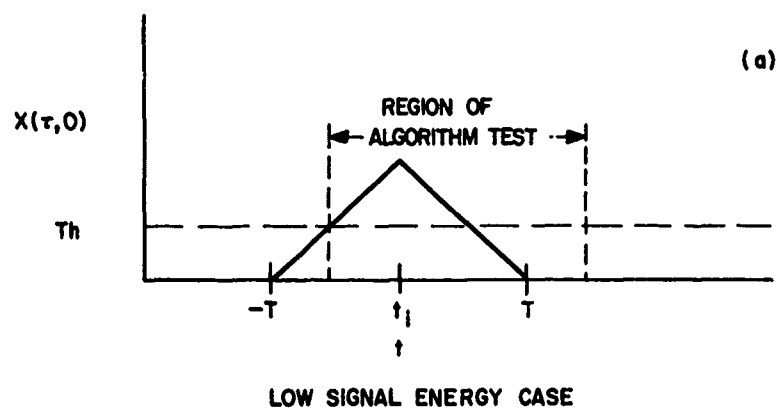 (a)
REGION OF
ALGORITHM TEST
X(τ,0)
Th
-T
t₁
T
t
LOW SIGNAL ENERGY CASE